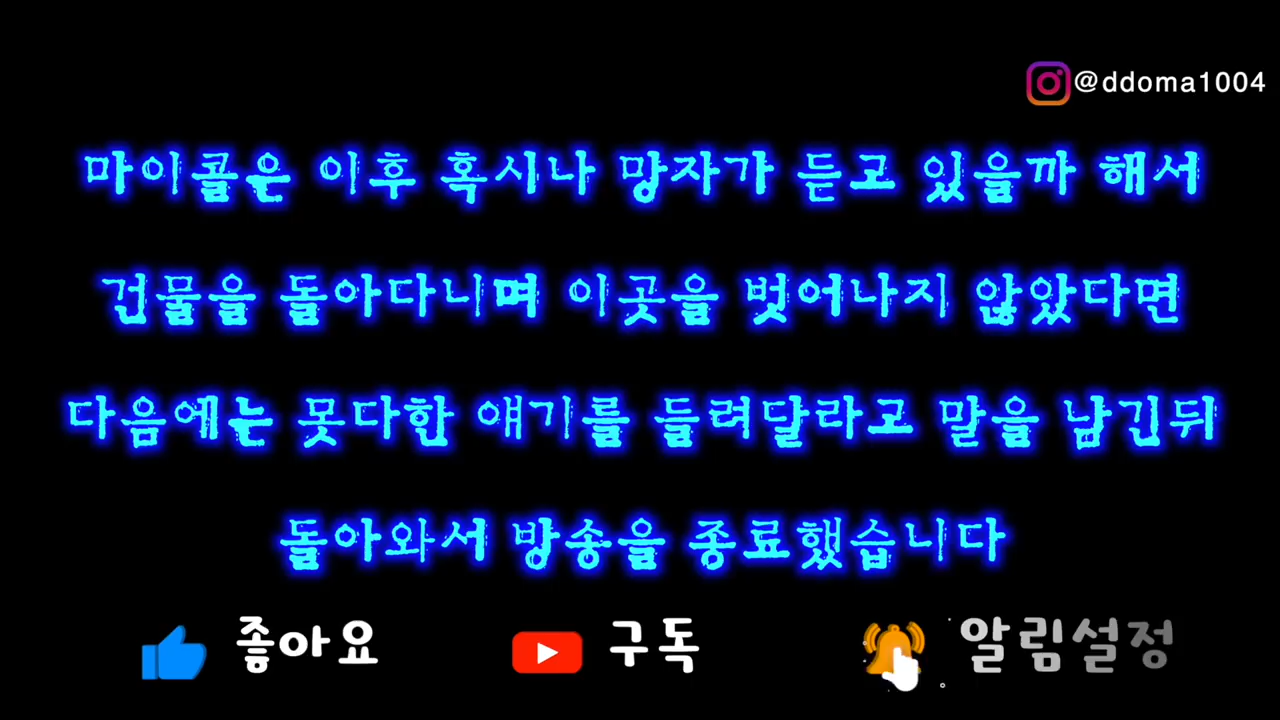 @ddoma1004
마이콜은 이후 혹시나 망자가 듣고 있을까 해서
건물을 돌아다니며 이곳을 벗어나지 않았다면
다음에는 못다한 얘기를 들려달라고 말을 남긴뒤
돌아와서 방송을 종료했습니다
좋아요 구독 알림설정